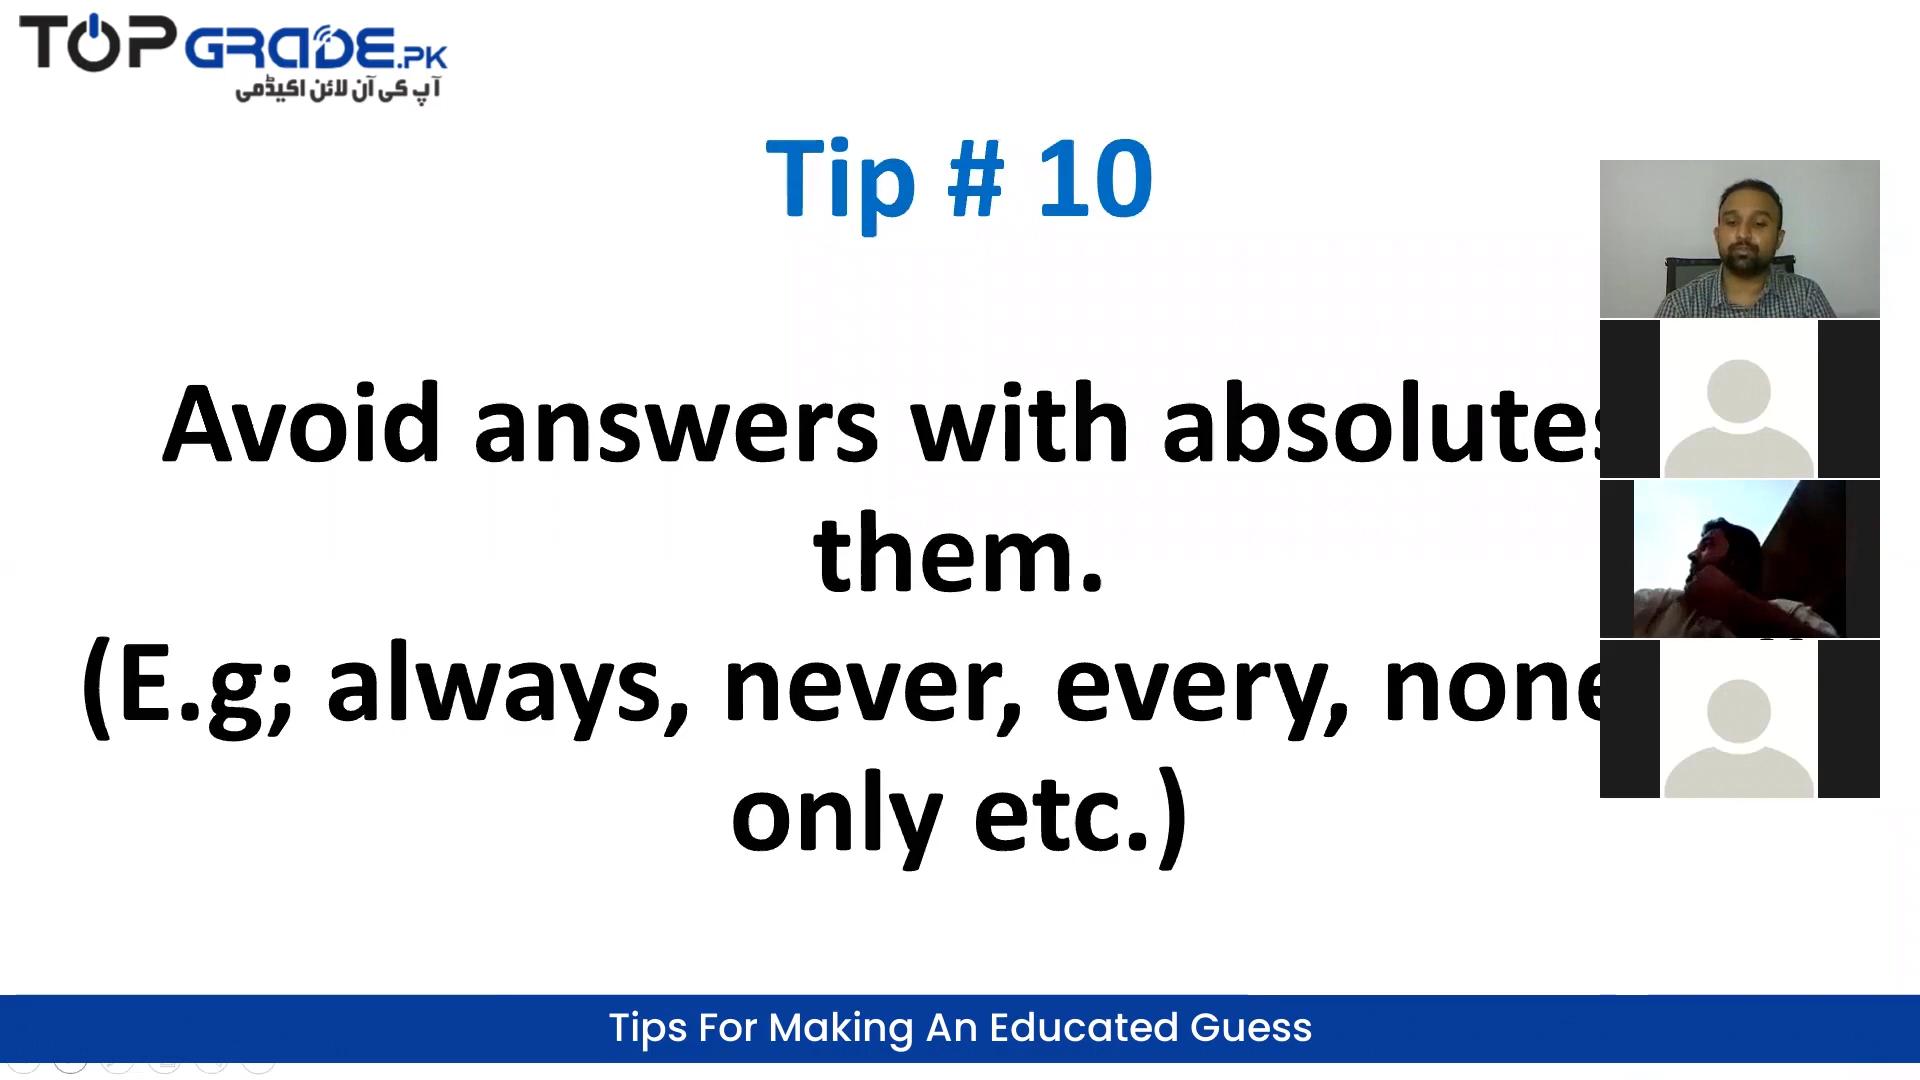 TOPGRADE.PK
آپ کی آن لائن اکیڈمی
Tip # 10
Avoid answers with absolutes
them.
(E.g; always, never, every, none
only etc.)
Tips For Making An Educated Guess